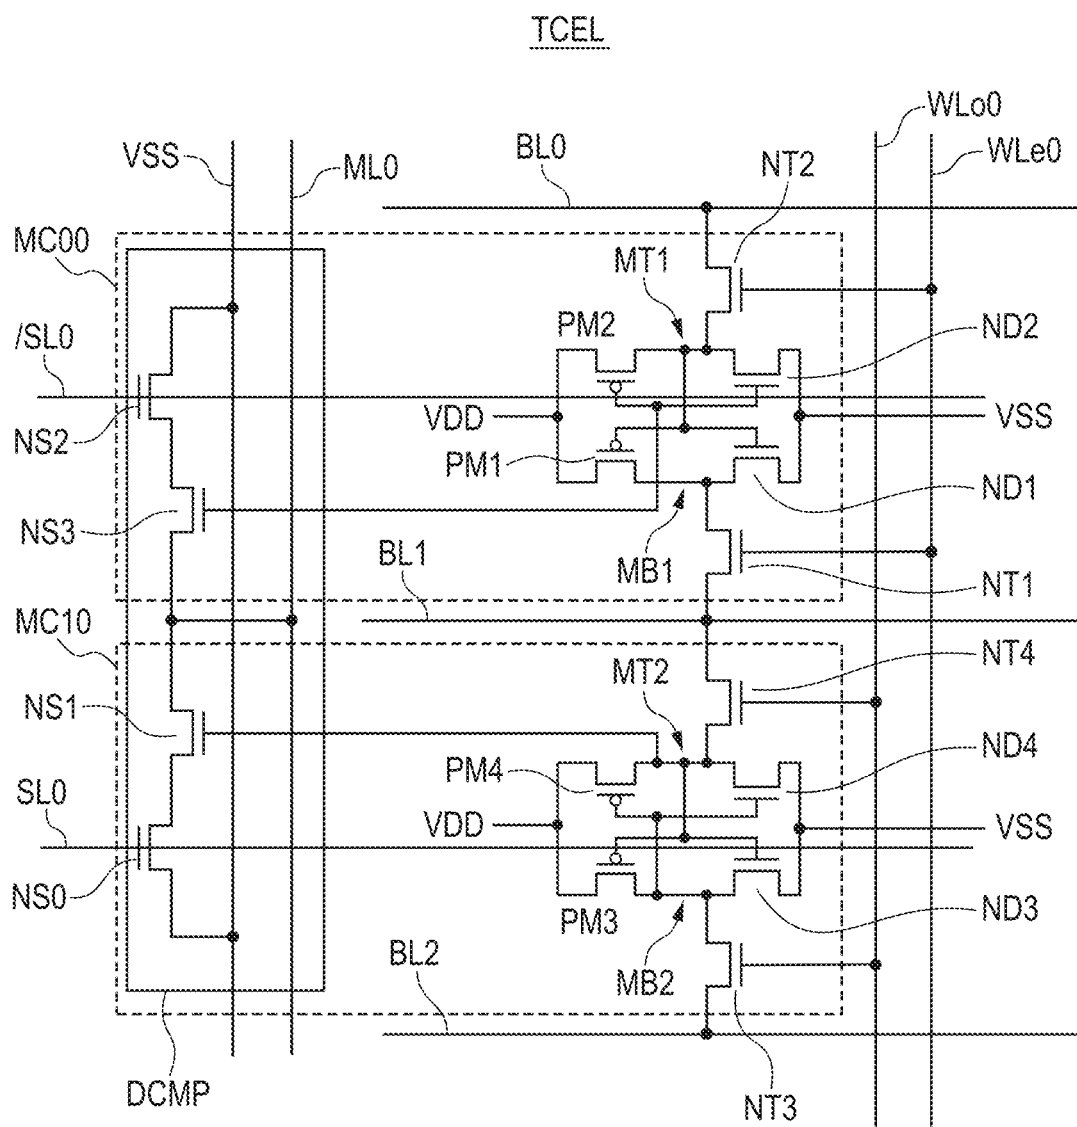 TCEL
WLo0
VSS
ML0
BL0
NT2
WLe0
MC00
MT1
/SL0
PM2
ND2
VDD
VSS
NS2
PM1
ND1
NS3
BL1
MB1
NT1
MC10
NT4
MT2
NS1
PM4
ND4
SL0
VDD
VSS
NS0
PM3
ND3
BL2
MB2
DCMP
NT3